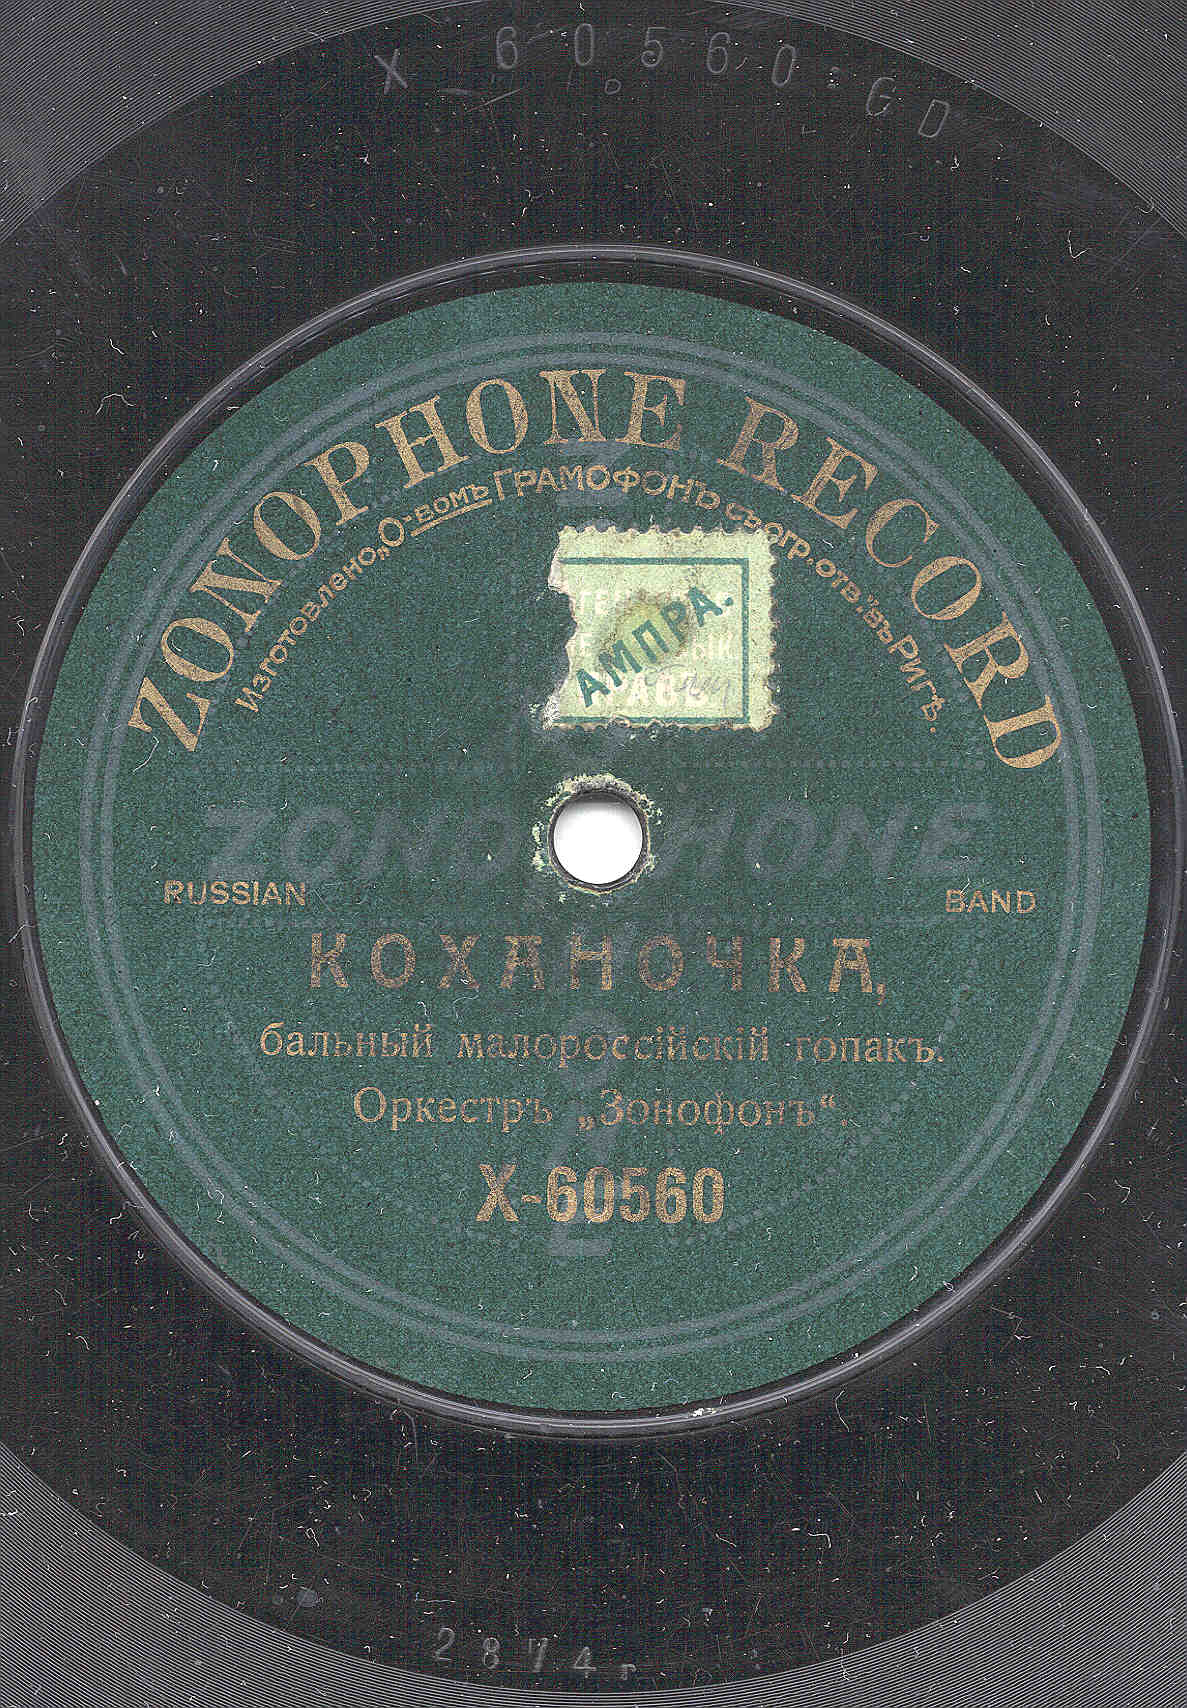 X 60560 GD
ZONOPHONE RECORD
Изготовлено „О-вомъ Грамофонъ съ огр. отв.“ въ Ригѣ.
АМПРА.
ZONOPHONE
RUSSIAN BAND
КОХАНОЧКА,
бальный малороссійскій гопакъ.
Оркестръ „Зонофонъ“.
X-60560
2874 г